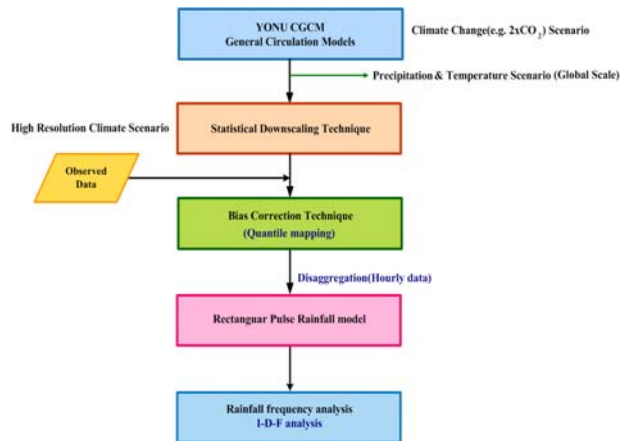 YONU CGCM
General Circulation Models
Climate Change(e.g. 2xCO2) Scenario
Precipitation & Temperature Scenario (Global Scale)
High Resolution Climate Scenario
Statistical Downscaling Technique
Observed
Data
Bias Correction Technique
(Quantile mapping)
Disaggregation(Hourly data)
Rectanguar Pulse Rainfall model
Rainfall frequency analysis
I-D-F analysis